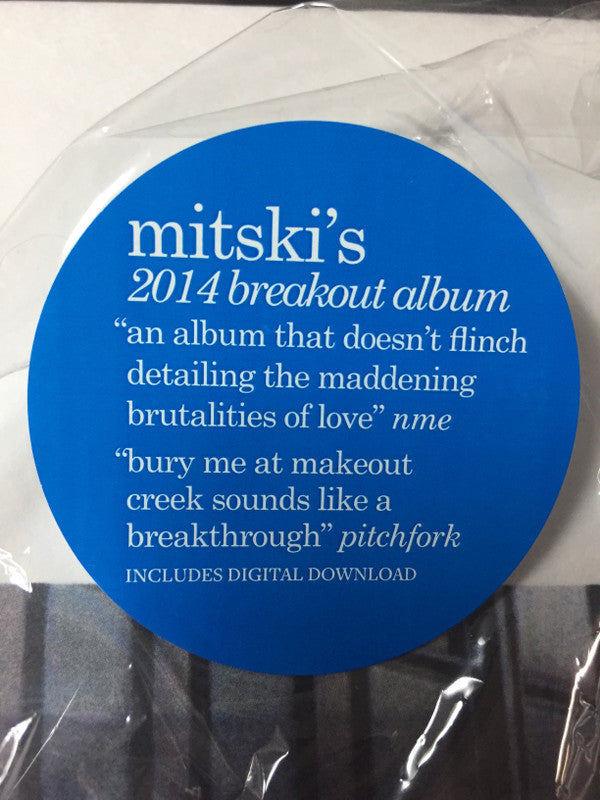 mitski's
2014 breakout album
“an album that doesn't flinch
detailing the maddening
brutalities of love” nme
“bury me at makeout
creek sounds like a
breakthrough” pitchfork
INCLUDES DIGITAL DOWNLOAD